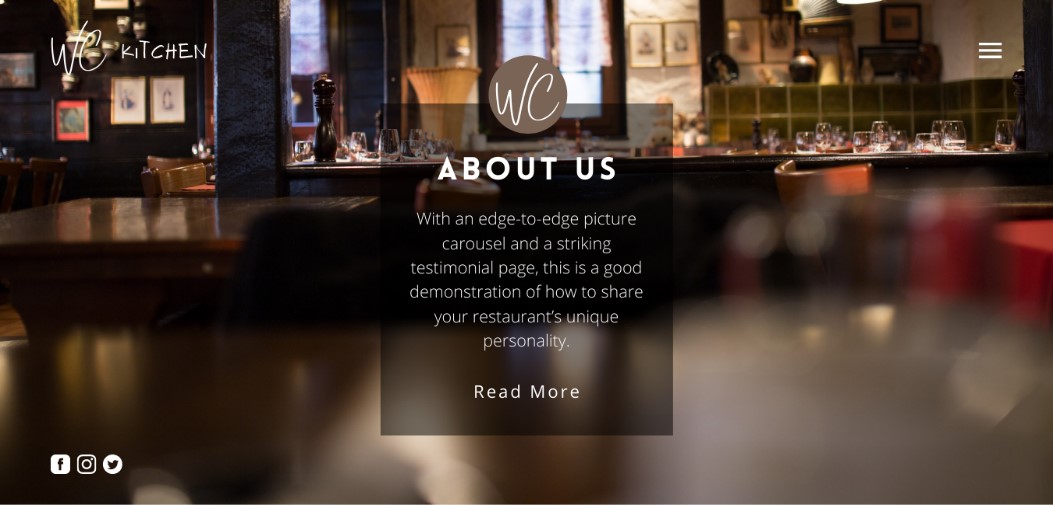 WC KiTCHEN
WC
ABOUT US
With an edge-to-edge picture
carousel and a striking
testimonial page, this is a good
demonstration of how to share
your restaurant's unique
personality.
Read More